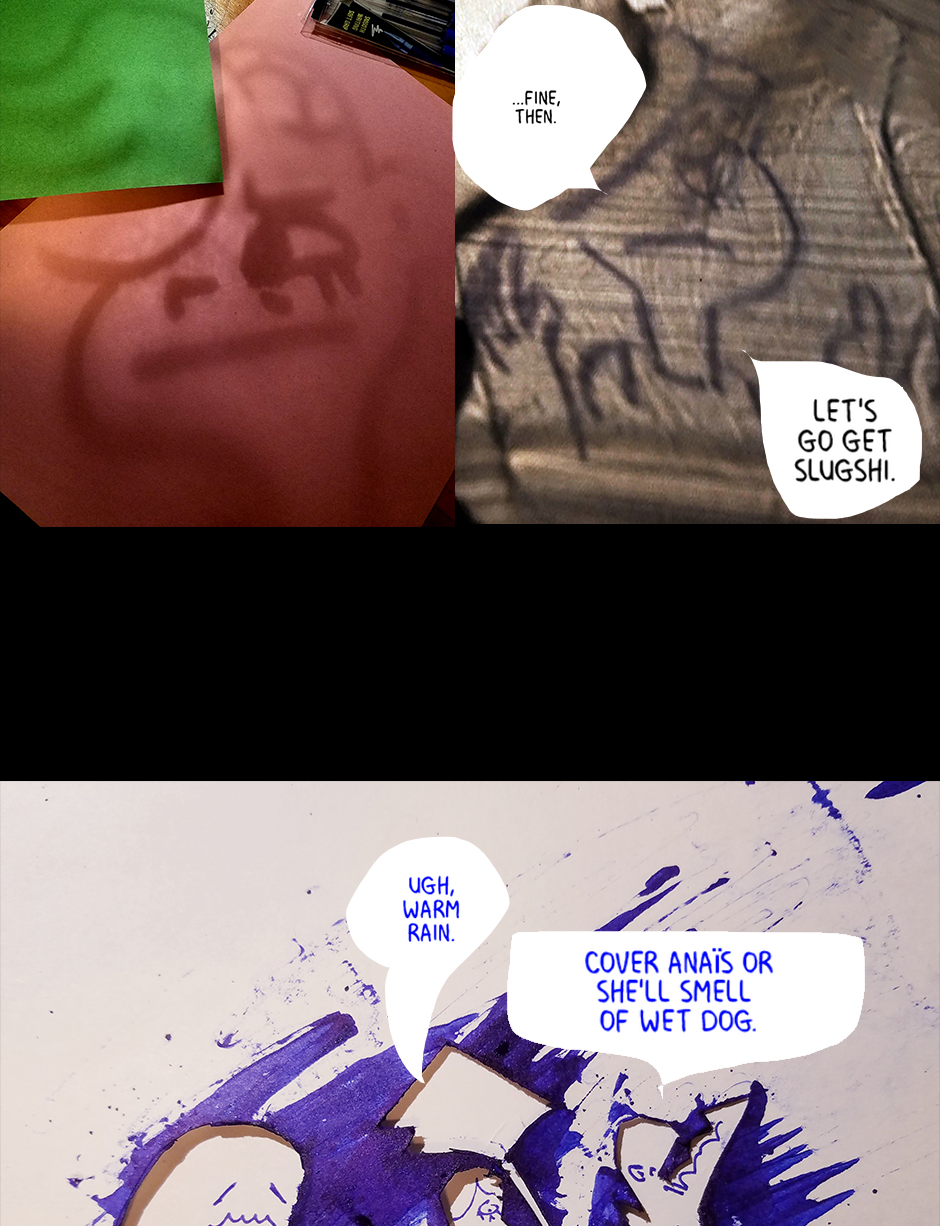 ...FINE,
THEN.
LET'S
GO GET
SLUGSHI.
UGH,
WARM
RAIN.
COVER ANAÏS OR
SHE'LL SMELL
OF WET DOG.